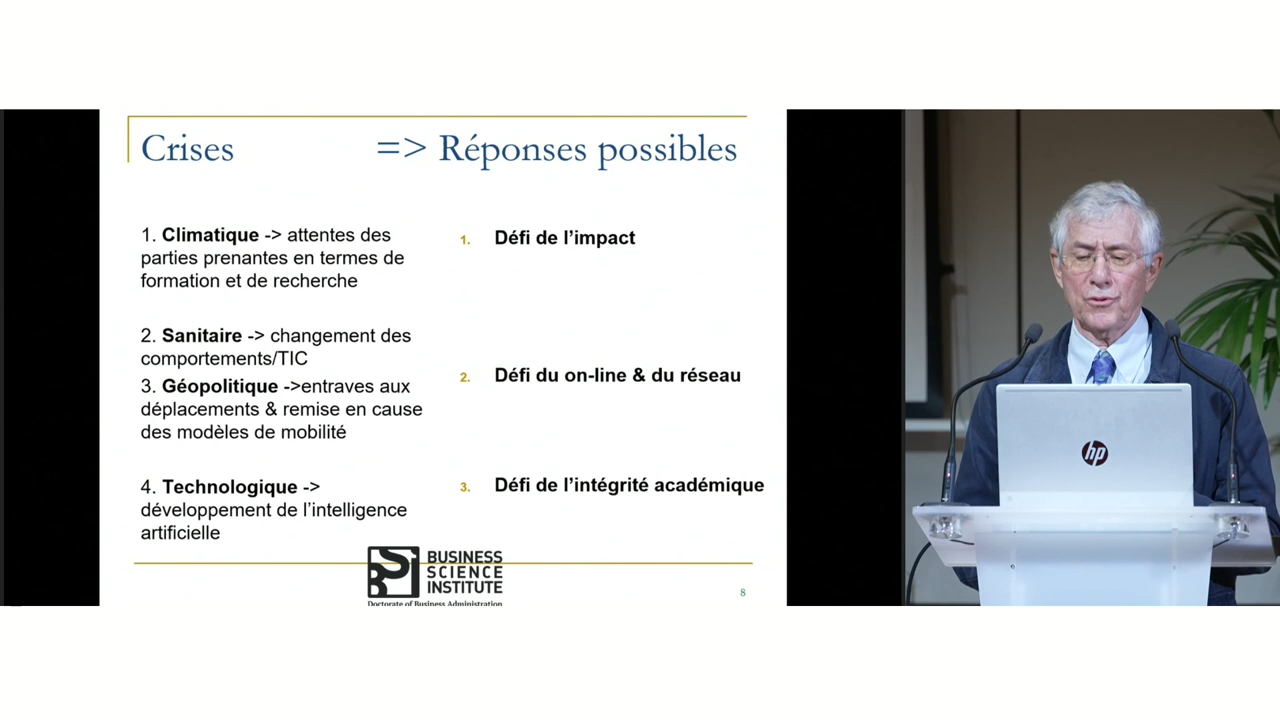 Crises => Réponses possibles
1. Climatique -> attentes des
parties prenantes en termes de
formation et de recherche
2. Sanitaire -> changement des
comportements/TIC
3. Géopolitique ->entraves aux
déplacements & remise en cause
des modèles de mobilité
4. Technologique ->
développement de l'intelligence
artificielle
1. Défi de l'impact
2. Défi du on-line & du réseau
3. Défi de l'intégrité académique
BUSINESS
SCIENCE
INSTITUTE
Doctorate of Business Administration
8
hp